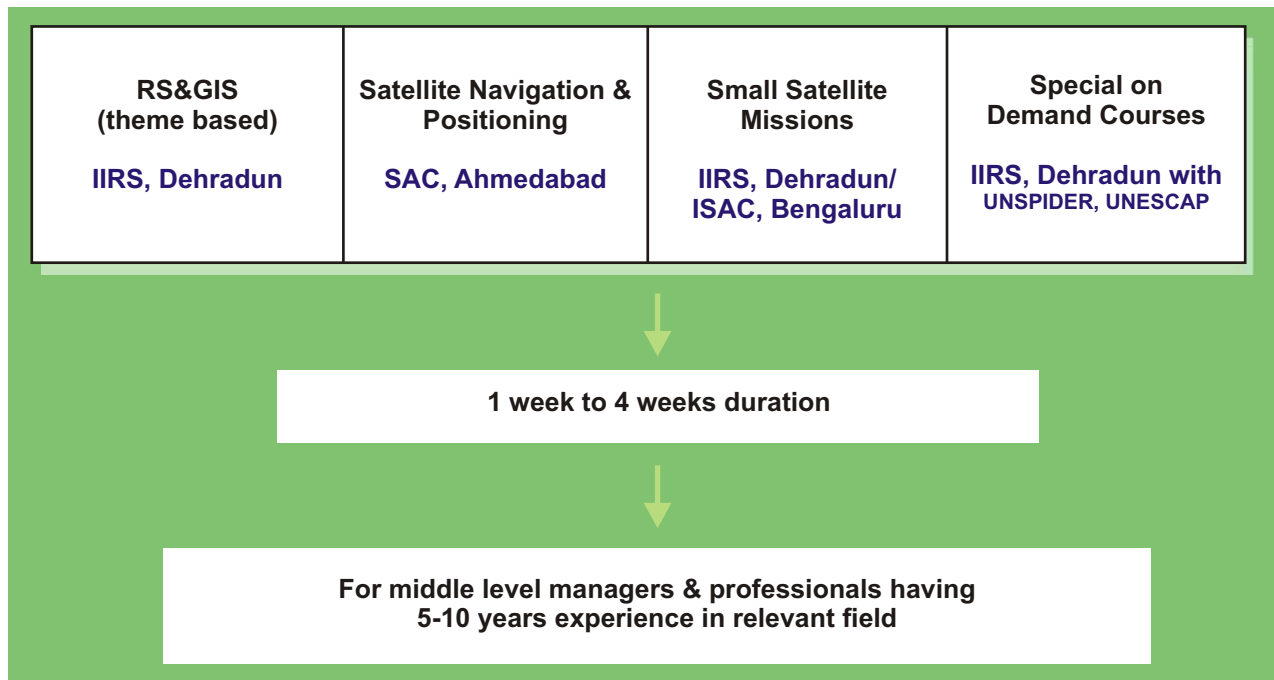 RS&GIS
(theme based)
IIRS, Dehradun
Satellite Navigation &
Positioning
SAC, Ahmedabad
Small Satellite
Missions
IIRS, Dehradun/
ISAC, Bengaluru
Special on
Demand Courses
IIRS, Dehradun with
UNSPIDER, UNESCAP
1 week to 4 weeks duration
For middle level managers & professionals having
5-10 years experience in relevant field